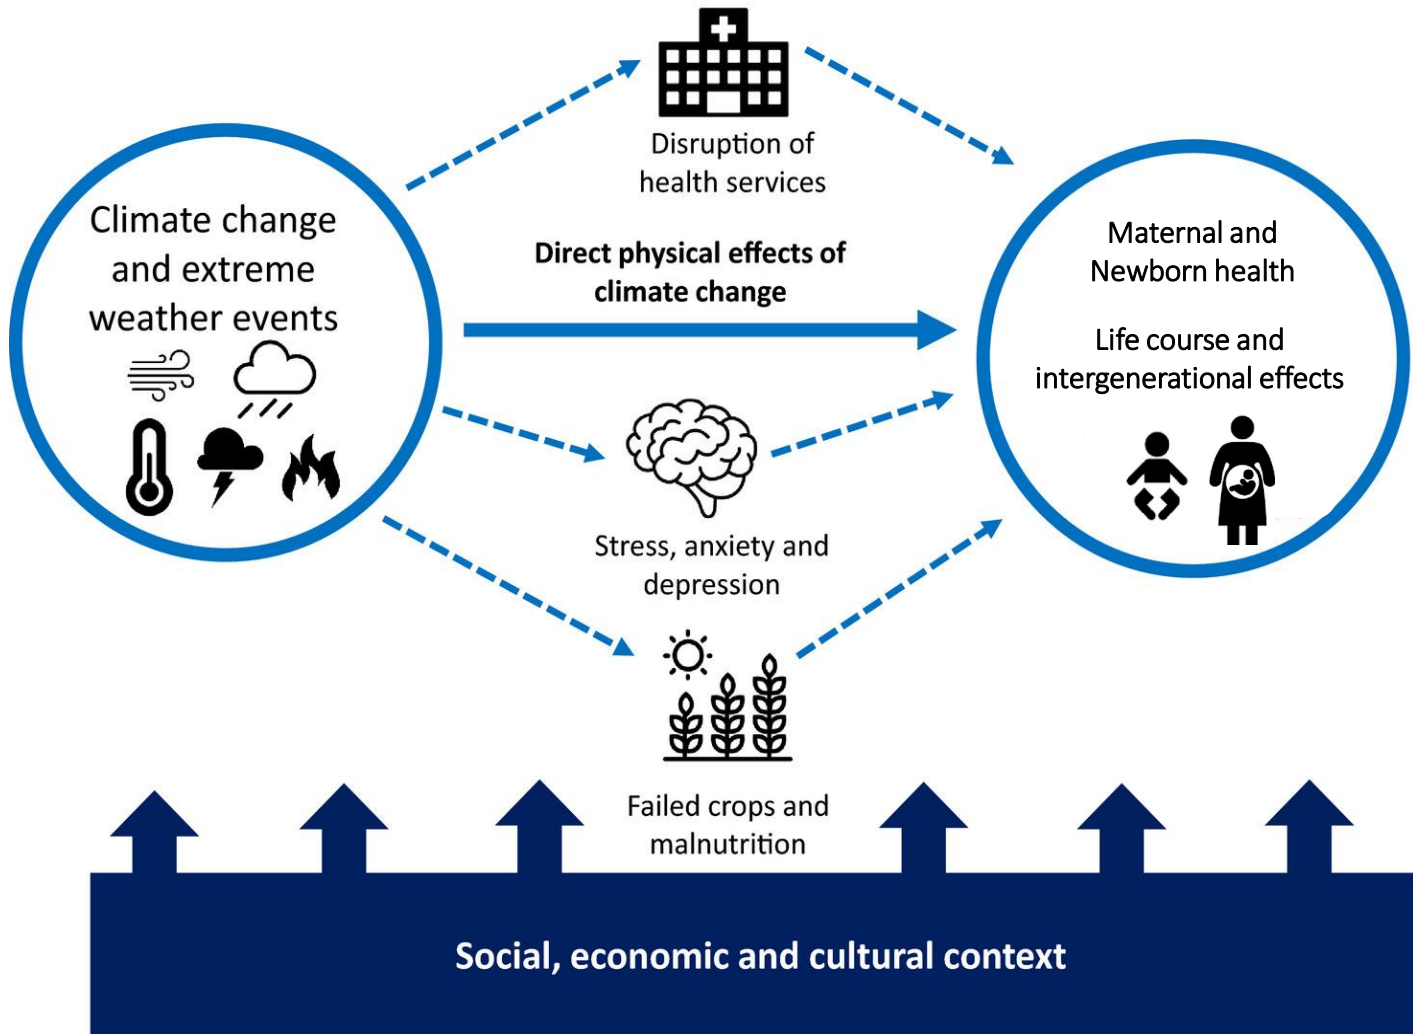 Disruption of
health services
Climate change
and extreme
weather events
Direct physical effects of
climate change
Maternal and
Newborn health
Life course and
intergenerational effects
Stress, anxiety and
depression
Failed crops and
malnutrition
Social, economic and cultural context